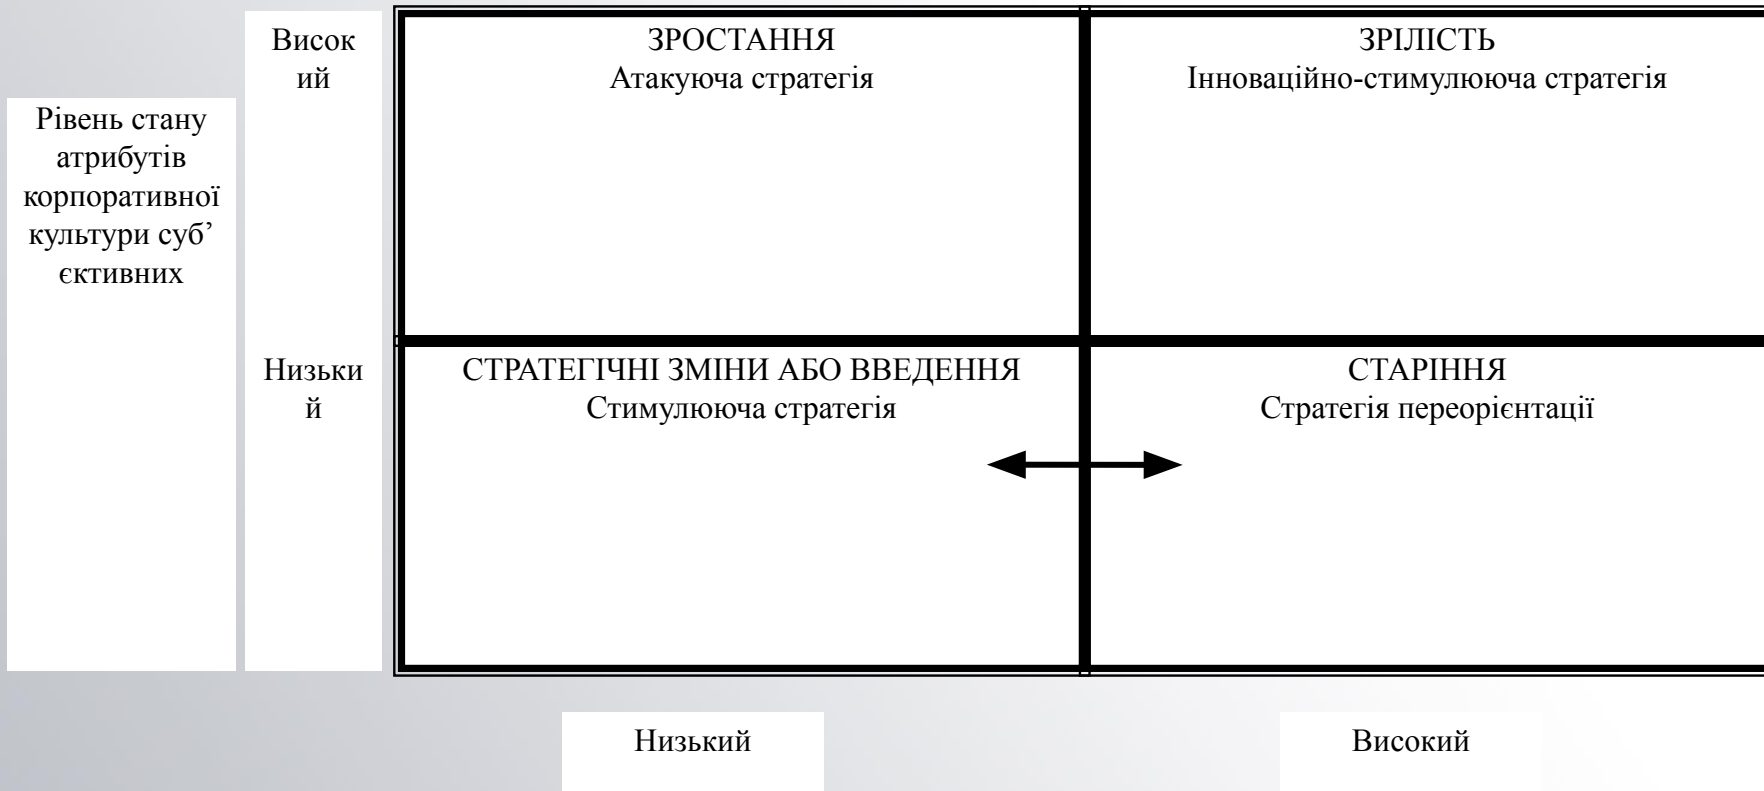 Рівень стану
атрибутів
корпоративної
культури суб’
єктивних
Висок
ий
Низьки
й
ЗРОСТАННЯ
Атакуюча стратегія
ЗРІЛІСТЬ
Інноваційно-стимулююча стратегія
СТРАТЕГІЧНІ ЗМІНИ АБО ВВЕДЕННЯ
Стимулююча стратегія
СТАРІННЯ
Стратегія переорієнтації
Низький
Високий